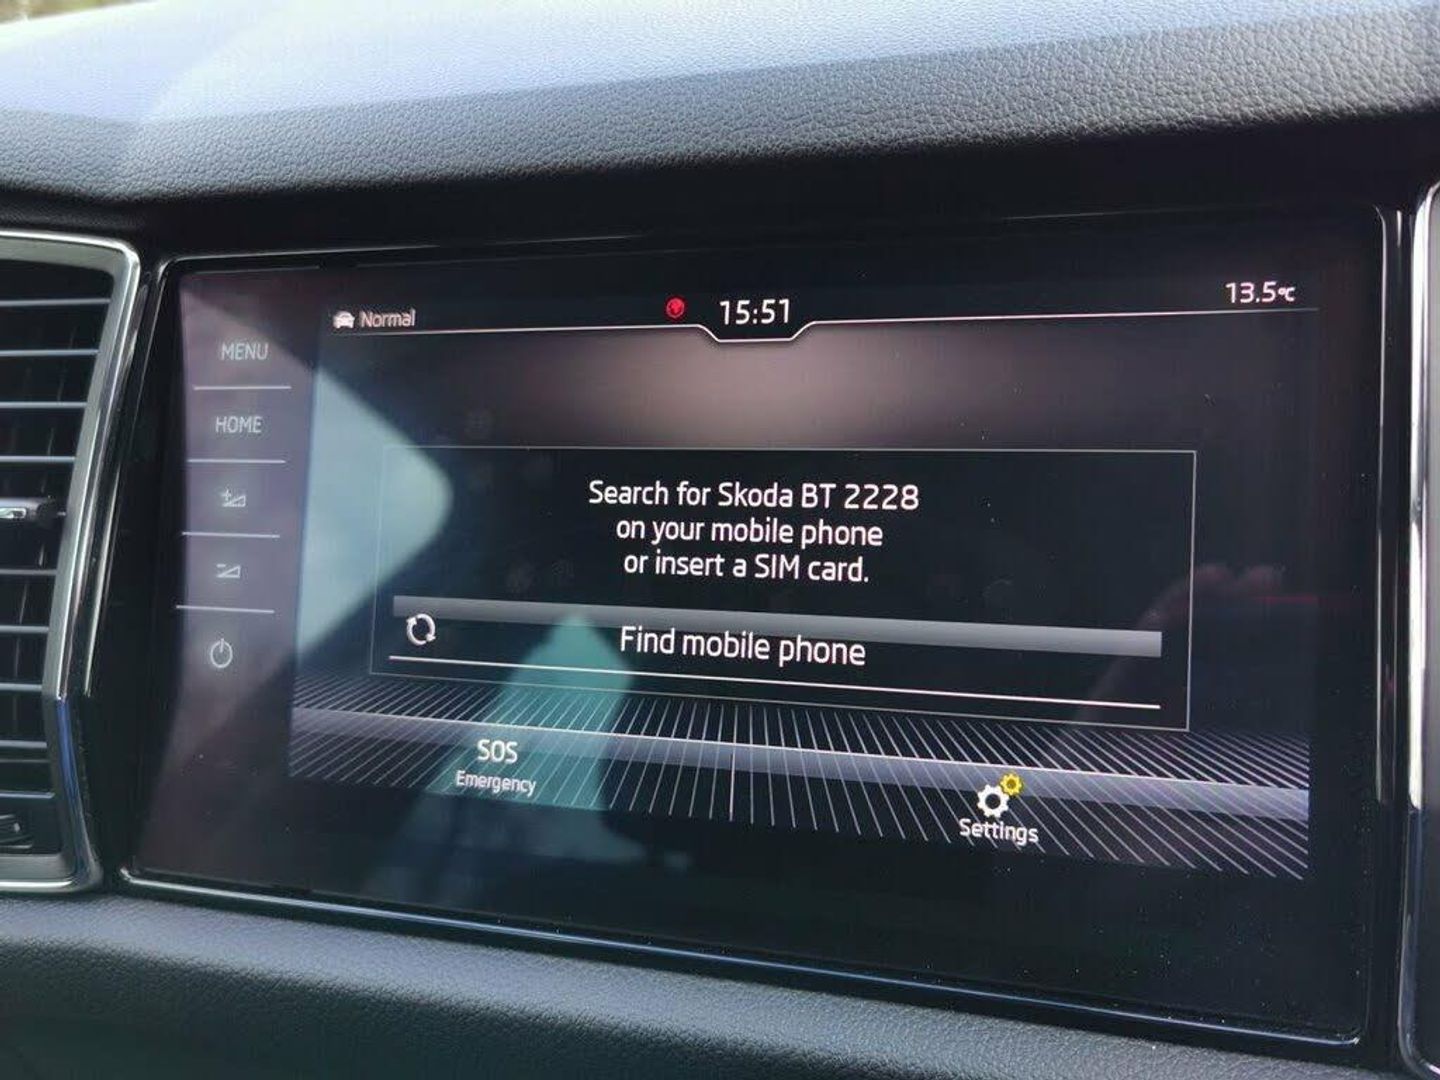 Normal
15:51
13.5°C
MENU
HOME
Search for Skoda BT 2228
on your mobile phone
or insert a SIM card.
Find mobile phone
SOS
Emergency
Settings